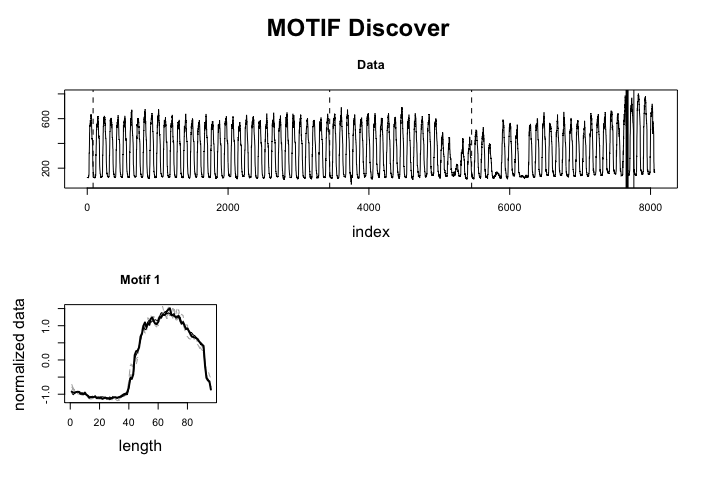 MOTIF Discover
Data
200 600
0 2000 4000 6000 8000
index
Motif 1
normalized data
-1.0 0.0 1.0
0 20 40 60 80
length